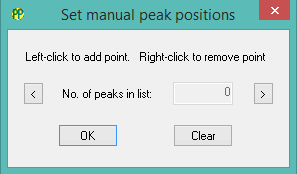 Set manual peak positions
Left-click to add point. Right-click to remove point
< No. of peaks in list: 0 >
OK Clear